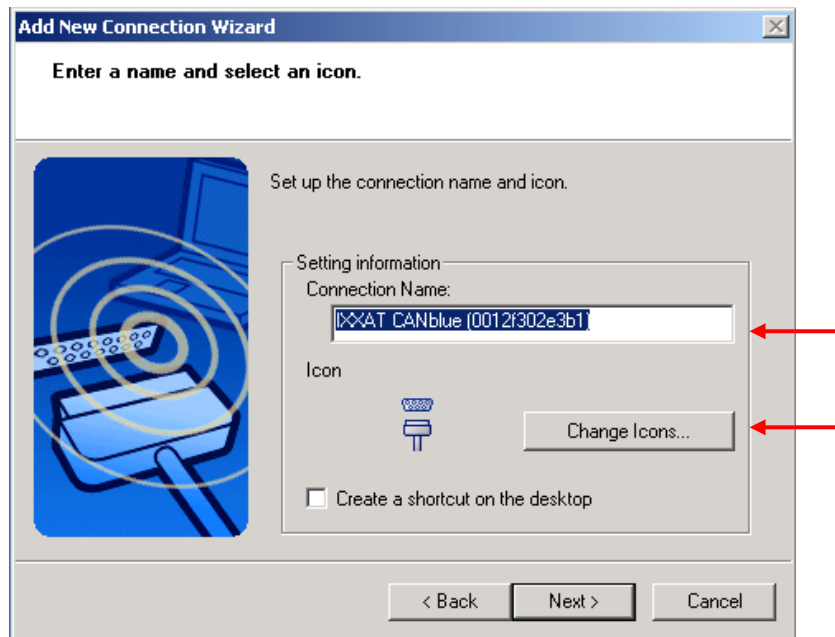 Add New Connection Wizard
Enter a name and select an icon.
Set up the connection name and icon.
Setting information
Connection Name:
IXXAT CANblue (0012f302e3b1)
Icon
Change Icons...
Create a shortcut on the desktop
< Back Next > Cancel